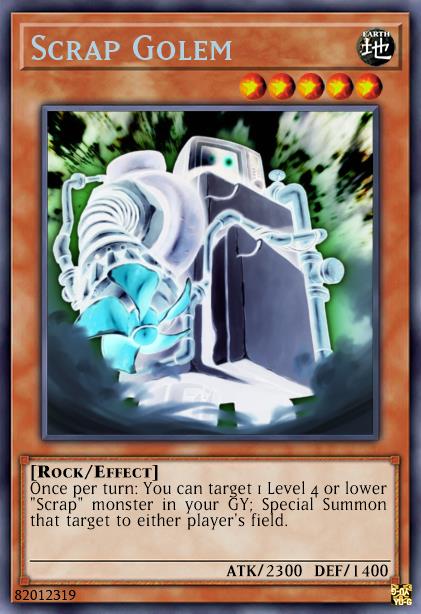 Scrap Golem
EARTH
地
[Rock/Effect]
Once per turn: You can target 1 Level 4 or lower
"Scrap" monster in your GY; Special Summon
that target to either player's field.
ATK/2300 DEF/1400
82012319